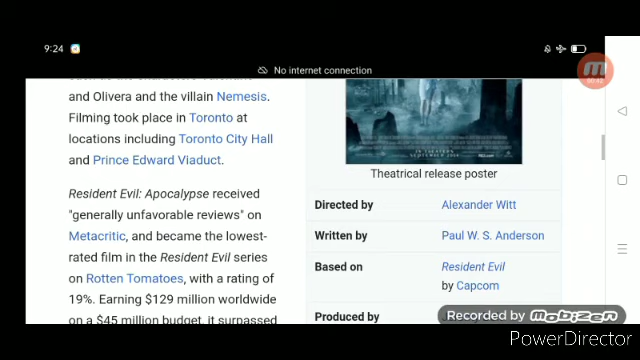 9:24
No internet connection
and Olivera and the villain Nemesis.
Filming took place in Toronto at
locations including Toronto City Hall
and Prince Edward Viaduct.
Resident Evil: Apocalypse received
"generally unfavorable reviews" on
Metacritic, and became the lowest-
rated film in the Resident Evil series
on Rotten Tomatoes, with a rating of
19%. Earning $129 million worldwide
on a $45 million budget, it surpassed
Theatrical release poster
Directed by Alexander Witt
Written by Paul W. S. Anderson
Based on Resident Evil
by Capcom
Produced by
Recorded by mobizen
PowerDirector